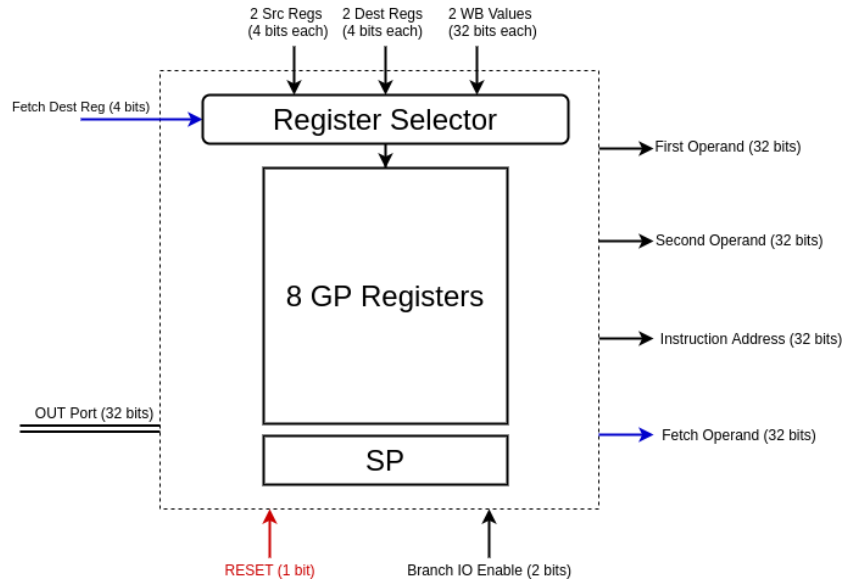 2 Src Regs
(4 bits each)
2 Dest Regs
(4 bits each)
2 WB Values
(32 bits each)
Fetch Dest Reg (4 bits)
Register Selector
First Operand (32 bits)
Second Operand (32 bits)
8 GP Registers
Instruction Address (32 bits)
OUT Port (32 bits)
Fetch Operand (32 bits)
SP
RESET (1 bit)
Branch IO Enable (2 bits)